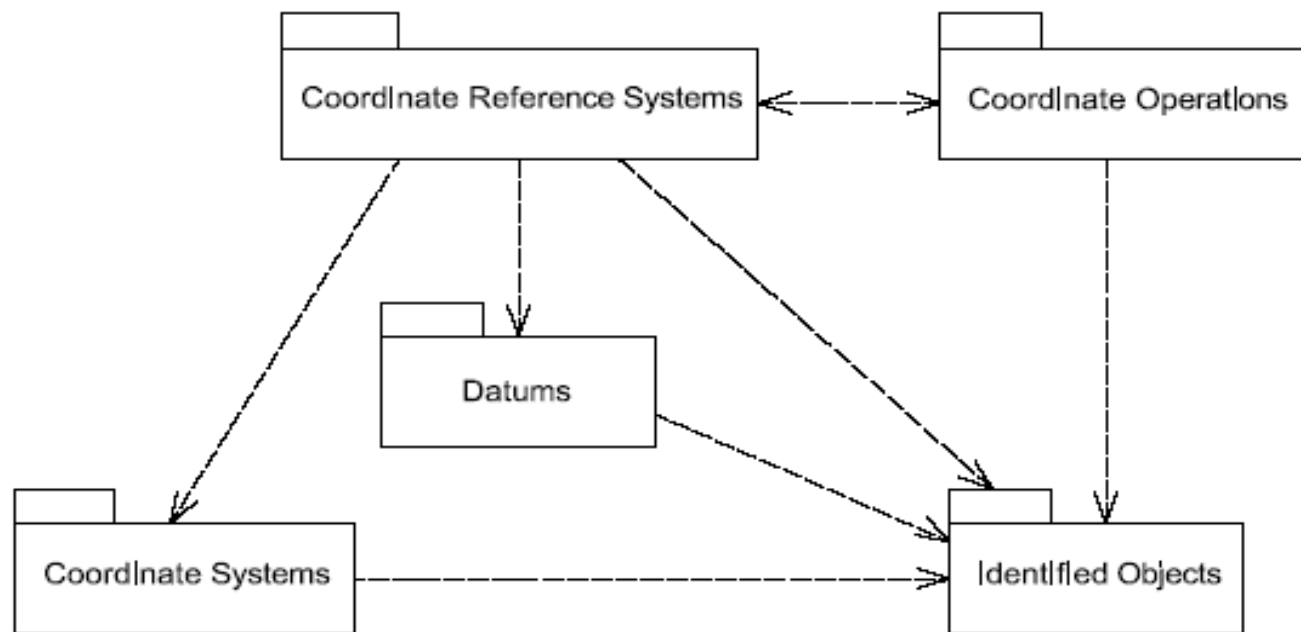 Coordinate Reference Systems
Coordinate Operations
Datums
Coordinate Systems
Identified Objects